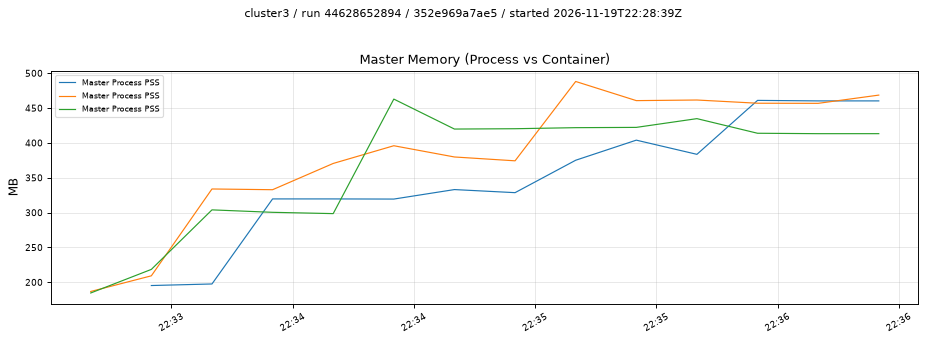 cluster3 / run 44628652894 / 352e969a7ae5 / started 2026-11-19T22:28:39Z
Master Memory (Process vs Container)
Master Process PSS
Master Process PSS
Master Process PSS
MB
500
450
400
350
300
250
200
22:33
22:34
22:34
22:35
22:35
22:36
22:36